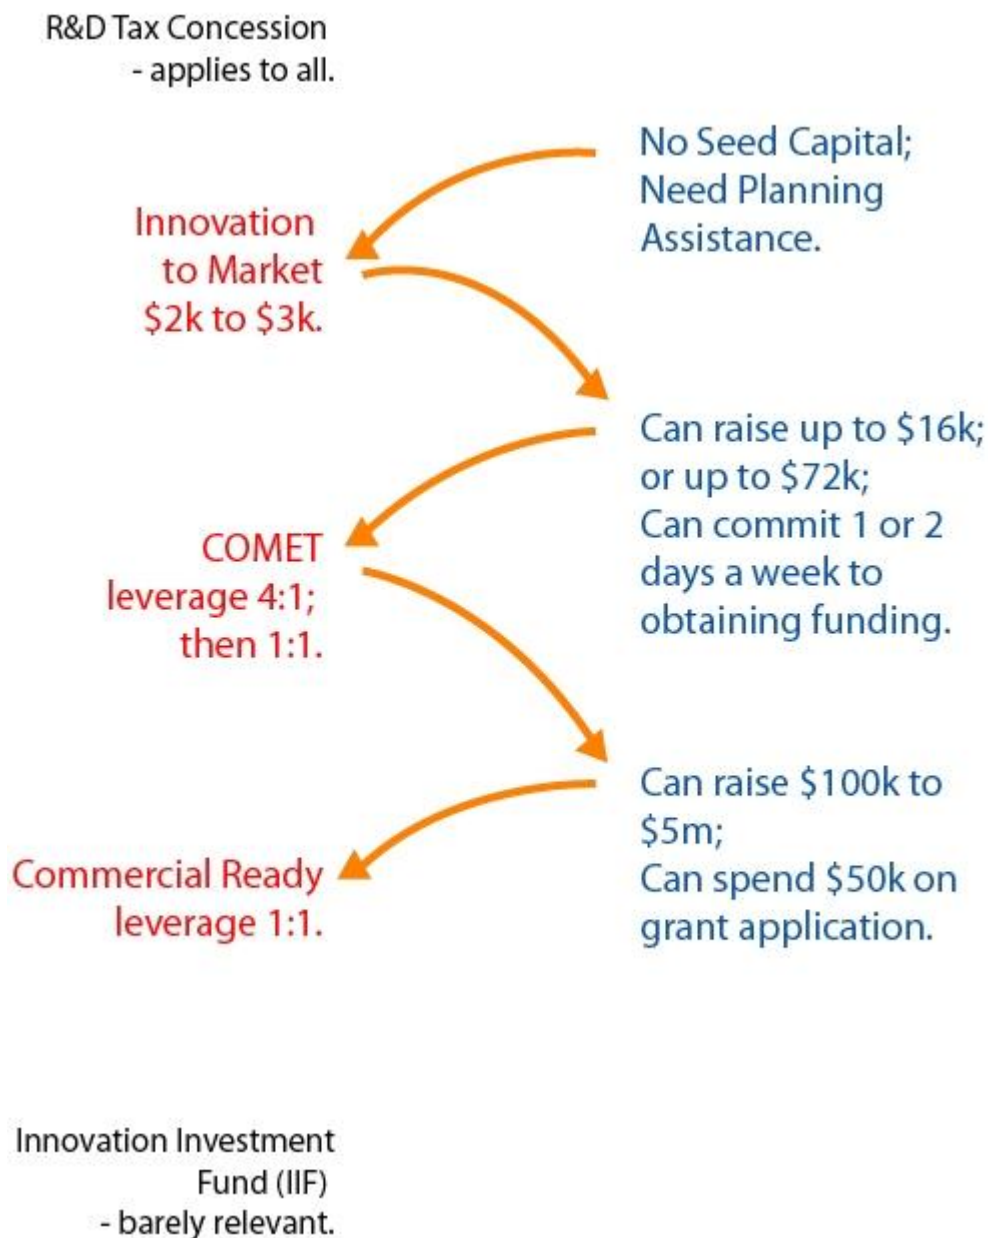 R&D Tax Concession
- applies to all.
No Seed Capital;
Need Planning
Assistance.
Innovation
to Market
$2k to $3k.
Can raise up to $16k;
or up to $72k;
Can commit 1 or 2
days a week to
obtaining funding.
COMET
leverage 4:1;
then 1:1.
Can raise $100k to
$5m;
Can spend $50k on
grant application.
Commercial Ready
leverage 1:1.
Innovation Investment
Fund (IIF)
- barely relevant.